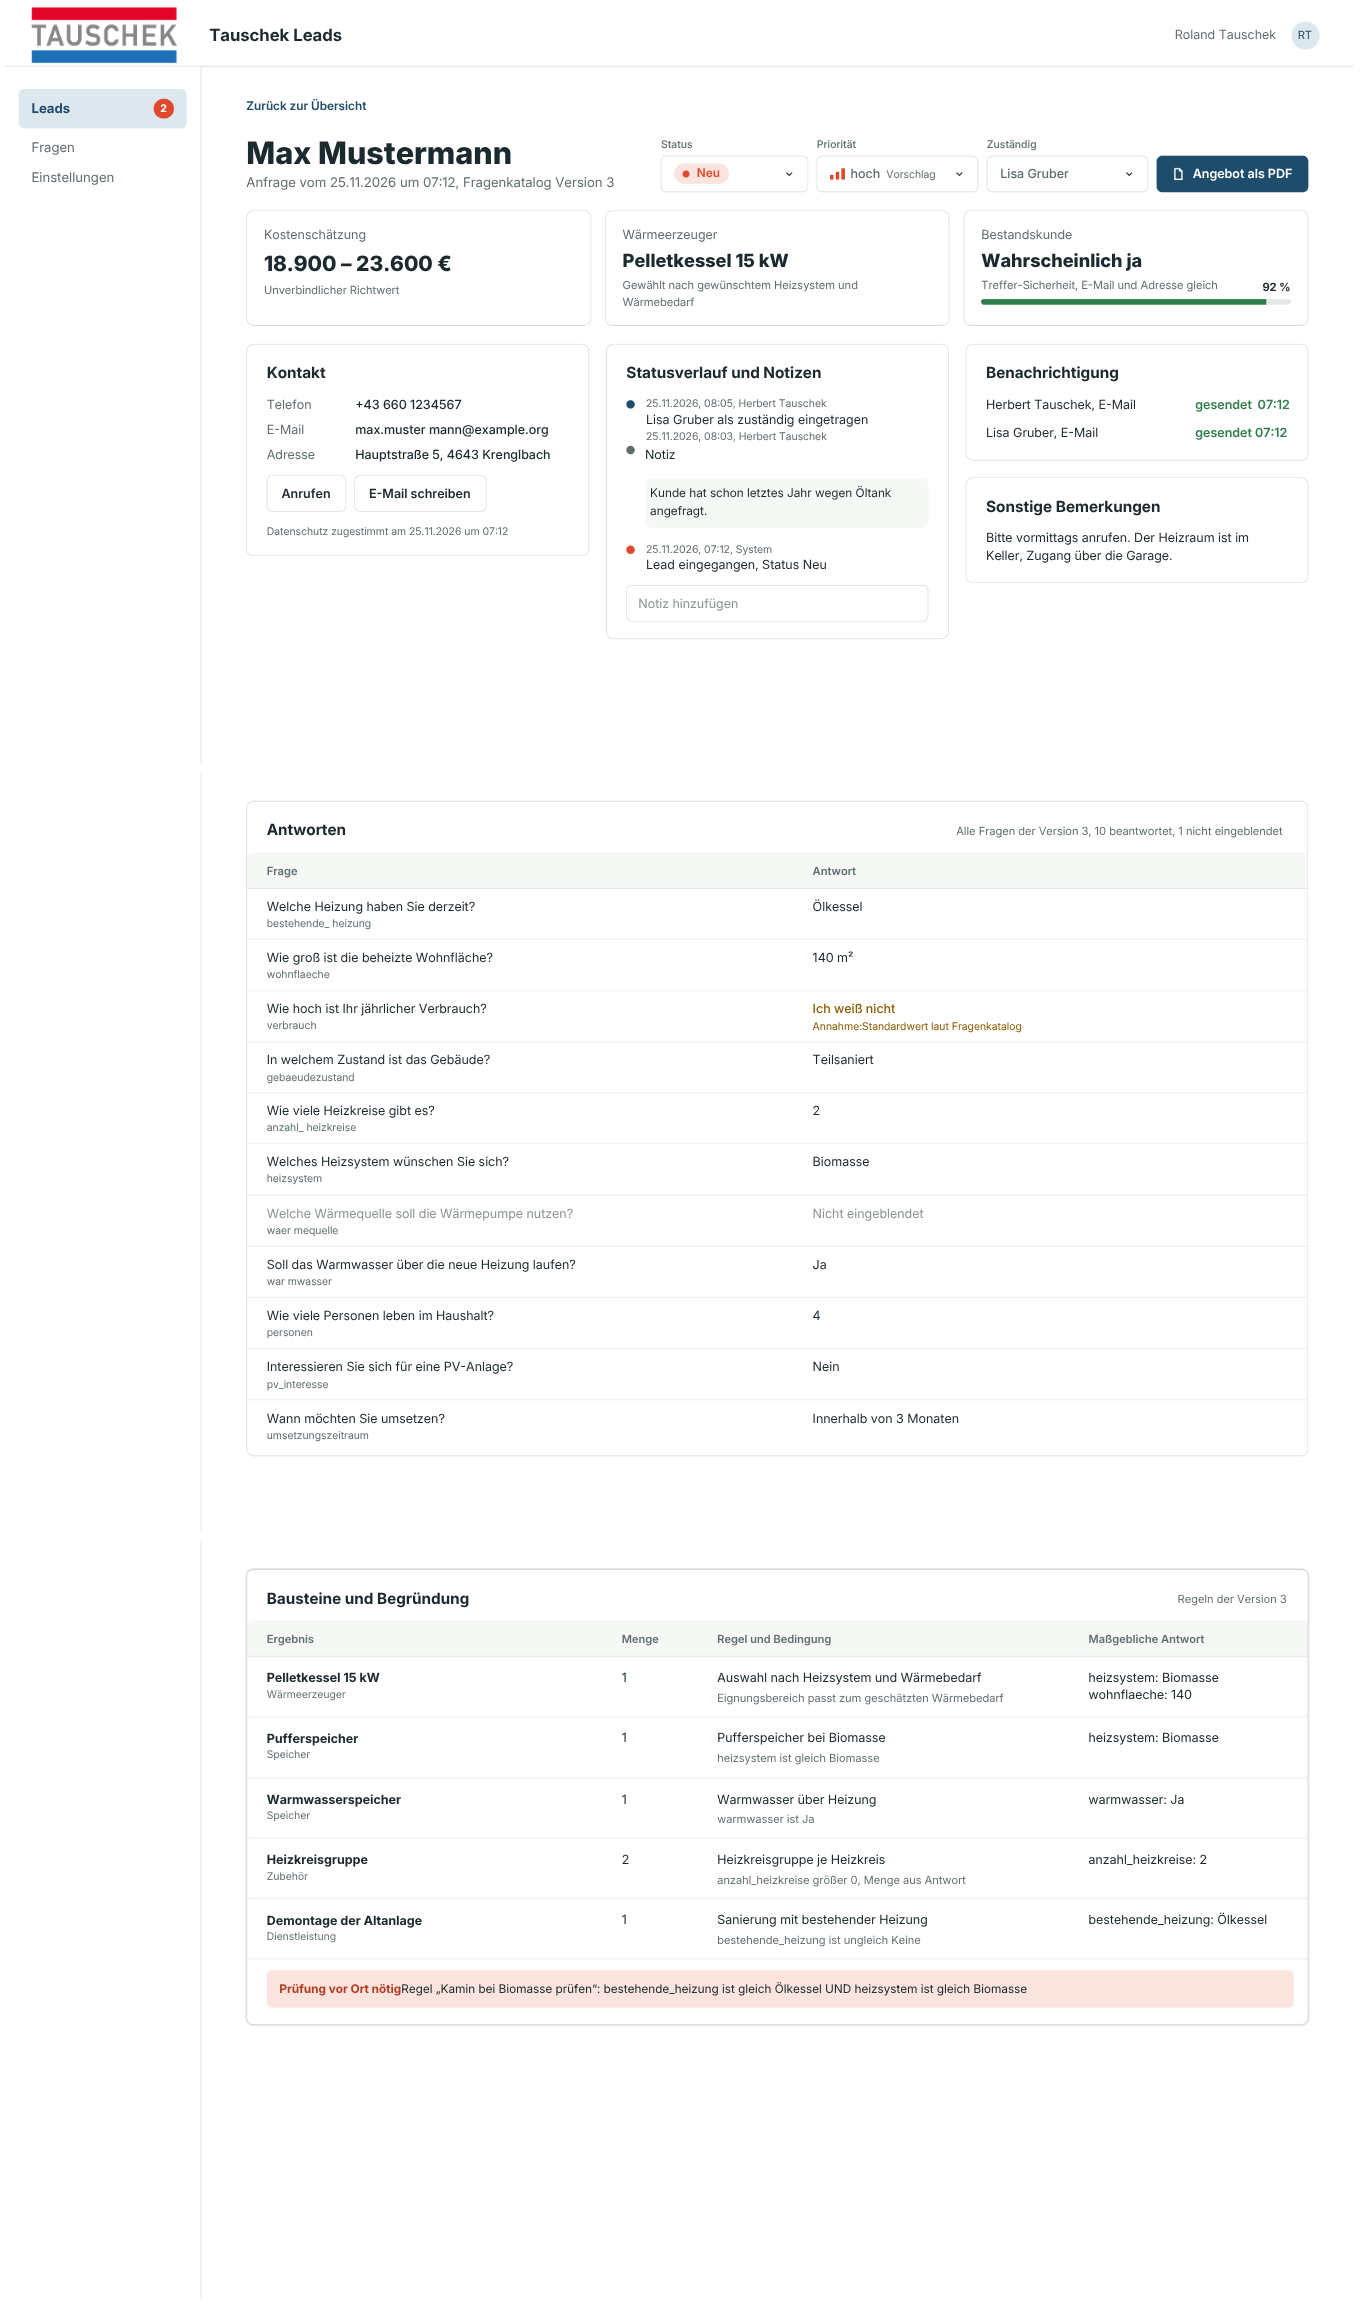 TAUSCHEK
Tauschek Leads
Roland Tauschek
RT
Leads
2
Fragen
Einstellungen
Zurück zur Übersicht
Max Mustermann
Anfrage vom 25.11.2026 um 07:12, Fragenkatalog Version 3
Status
Neu
Priorität
hoch Vorschlag
Zuständig
Lisa Gruber
Angebot als PDF
Kostenschätzung
18.900 – 23.600 €
Unverbindlicher Richtwert
Wärmeerzeuger
Pelletkessel 15 kW
Gewählt nach gewünschtem Heizsystem und
Wärmebedarf
Bestandskunde
Wahrscheinlich ja
Treffer-Sicherheit, E-Mail und Adresse gleich
92 %
Kontakt
Telefon
+43 660 1234567
E-Mail
max.muster mann@example.org
Adresse
Hauptstraße 5, 4643 Krenglbach
Anrufen
E-Mail schreiben
Datenschutz zugestimmt am 25.11.2026 um 07:12
Statusverlauf und Notizen
25.11.2026, 08:05, Herbert Tauschek
Lisa Gruber als zuständig eingetragen
25.11.2026, 08:03, Herbert Tauschek
Notiz
Kunde hat schon letztes Jahr wegen Öltank
angefragt.
25.11.2026, 07:12, System
Lead eingegangen, Status Neu
Notiz hinzufügen
Benachrichtigung
Herbert Tauschek, E-Mail
gesendet 07:12
Lisa Gruber, E-Mail
gesendet 07:12
Sonstige Bemerkungen
Bitte vormittags anrufen. Der Heizraum ist im
Keller, Zugang über die Garage.
Antworten
Alle Fragen der Version 3, 10 beantwortet, 1 nicht eingeblendet
Frage
Antwort
Welche Heizung haben Sie derzeit?
bestehende_ heizung
Ölkessel
Wie groß ist die beheizte Wohnfläche?
wohnflaeche
140 m²
Wie hoch ist Ihr jährlicher Verbrauch?
verbrauch
Ich weiß nicht
Annahme:Standardwert laut Fragenkatalog
In welchem Zustand ist das Gebäude?
gebaeudezustand
Teilsaniert
Wie viele Heizkreise gibt es?
anzahl_ heizkreise
2
Welches Heizsystem wünschen Sie sich?
heizsystem
Biomasse
Welche Wärmequelle soll die Wärmepumpe nutzen?
waer mequelle
Nicht eingeblendet
Soll das Warmwasser über die neue Heizung laufen?
war mwasser
Ja
Wie viele Personen leben im Haushalt?
personen
4
Interessieren Sie sich für eine PV-Anlage?
pv_interesse
Nein
Wann möchten Sie umsetzen?
umsetzungszeitraum
Innerhalb von 3 Monaten
Bausteine und Begründung
Regeln der Version 3
Ergebnis
Menge
Regel und Bedingung
Maßgebliche Antwort
Pelletkessel 15 kW
Wärmeerzeuger
1
Auswahl nach Heizsystem und Wärmebedarf
Eignungsbereich passt zum geschätzten Wärmebedarf
heizsystem: Biomasse
wohnflaeche: 140
Pufferspeicher
Speicher
1
Pufferspeicher bei Biomasse
heizsystem ist gleich Biomasse
heizsystem: Biomasse
Warmwasserspeicher
Speicher
1
Warmwasser über Heizung
warmwasser ist Ja
warmwasser: Ja
Heizkreisgruppe
Zubehör
2
Heizkreisgruppe je Heizkreis
anzahl_heizkreise größer 0, Menge aus Antwort
anzahl_heizkreise: 2
Demontage der Altanlage
Dienstleistung
1
Sanierung mit bestehender Heizung
bestehende_heizung ist ungleich Keine
bestehende_heizung: Ölkessel
Prüfung vor Ort nötigRegel „Kamin bei Biomasse prüfen“: bestehende_heizung ist gleich Ölkessel UND heizsystem ist gleich Biomasse